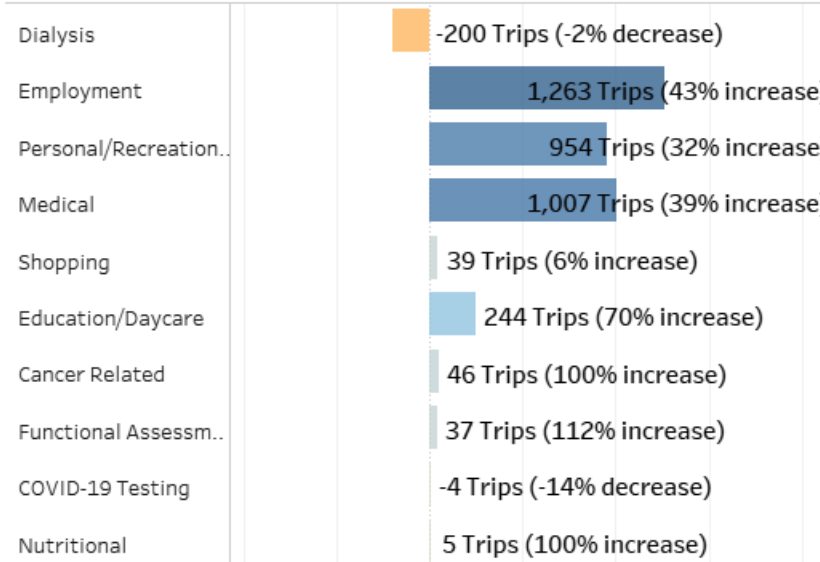 Dialysis -200 Trips (-2% decrease)
Employment 1,263 Trips (43% increase
Personal/Recreation.. 954 Trips (32% increase
Medical 1,007 Trips (39% increase
Shopping 39 Trips (6% increase)
Education/Daycare 244 Trips (70% increase)
Cancer Related 46 Trips (100% increase)
Functional Assessm.. 37 Trips (112% increase)
COVID-19 Testing -4 Trips (-14% decrease)
Nutritional 5 Trips (100% increase)